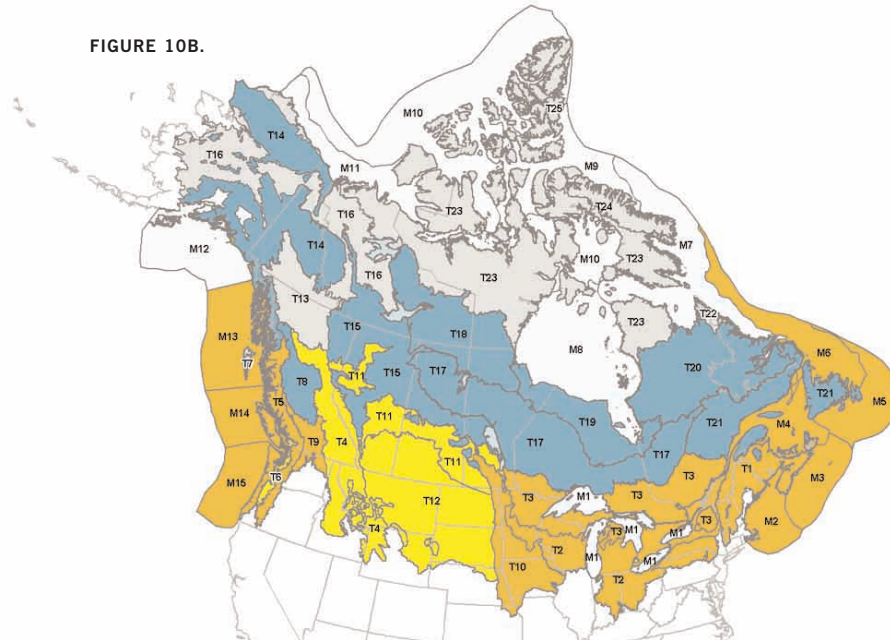 FIGURE 10B.
M10
T25
T14
T16
M11
M9
T16
T23
T24
M12
T14
T16
M10
M7
T23
T23
T13
T23
T22
M13
T15
T18
M8
T7
T8
T11
T15
T17
T20
M6
M5
T5
T11
T19
T21
M14
T9
T4
T11
T17
T17
T21
M4
M15
T6
T12
T3
M1
T3
T3
T1
M3
T4
T3
M1
M1
T3
M2
T10
T2
M1
M1
T2